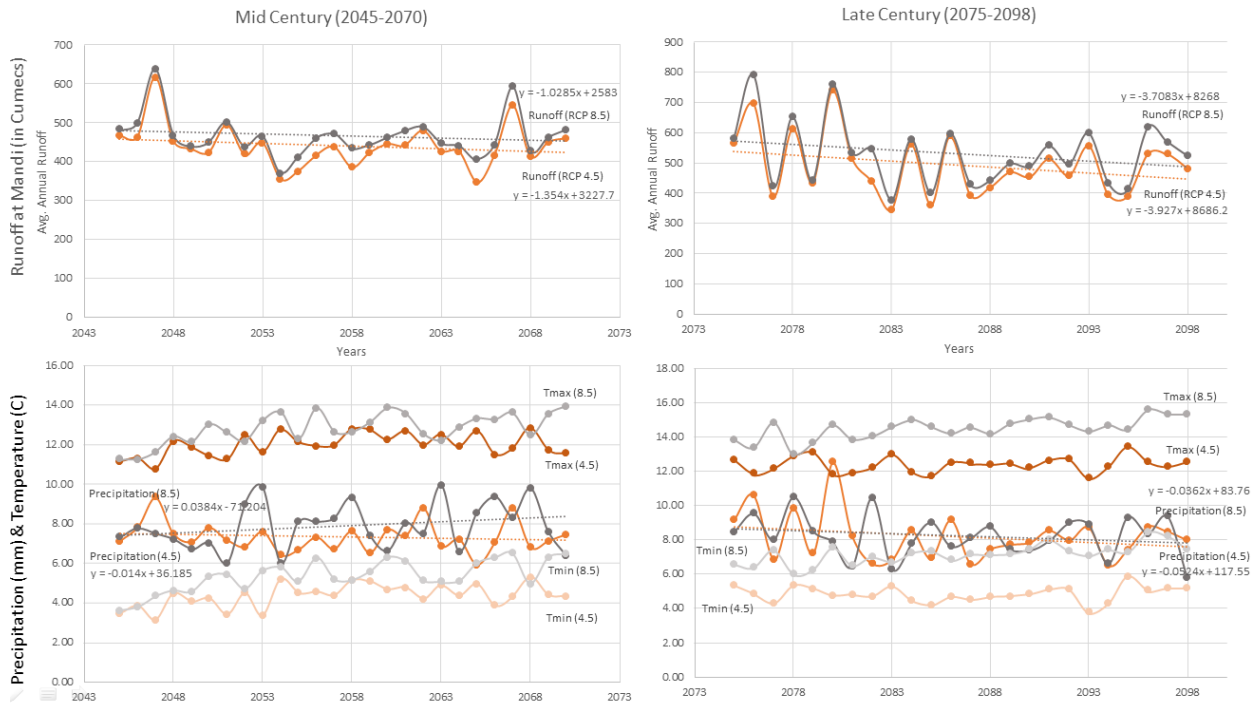 Mid Century (2045-2070)
Late Century (2075-2098)
Runoff at Mandi (in Cumecs)
Avg. Annual Runoff
700
600
500
400
300
200
100
0
y = -1.0285x + 2583
Runoff (RCP 8.5)
Runoff (RCP 4.5)
y = -1.354x + 3227.7
2043 2048 2053 2058 2063 2068 2073
Years
Avg. Annual Runoff
900
800
700
600
500
400
300
200
100
0
y = -3.7083x + 8268
Runoff (RCP 8.5)
Runoff (RCP 4.5)
y = -3.927x + 8686.2
2073 2078 2083 2088 2093 2098
Years
Precipitation (mm) & Temperature (C)
16.00
14.00
12.00
10.00
8.00
6.00
4.00
2.00
0.00
Tmax (8.5)
Tmax (4.5)
Precipitation (8.5)
y = 0.0384x - 71.204
Precipitation (4.5)
y = -0.014x + 36.185
Tmin (8.5)
Tmin (4.5)
2043 2048 2053 2058 2063 2068 2073
18.00
16.00
14.00
12.00
10.00
8.00
6.00
4.00
2.00
0.00
Tmax (8.5)
Tmax (4.5)
y = -0.0362x + 83.76
Precipitation (8.5)
Tmin (8.5)
Precipitation (4.5)
y = -0.0524x + 117.55
Tmin (4.5)
2073 2078 2083 2088 2093 2098